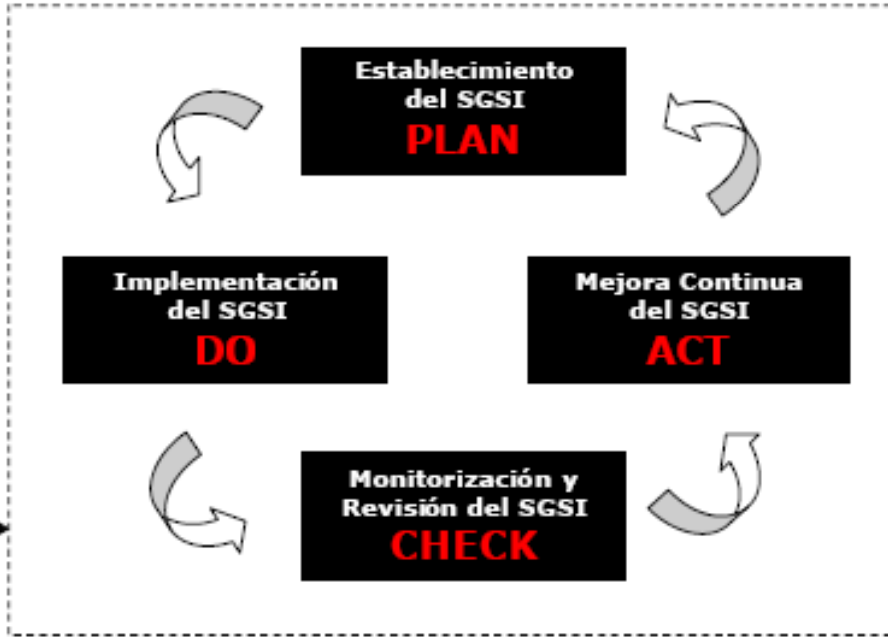 Establecimiento
del SGSI
PLAN
Implementación
del SGSI
DO
Mejora Continua
del SGSI
ACT
Monitorización y
Revisión del SGSI
CHECK